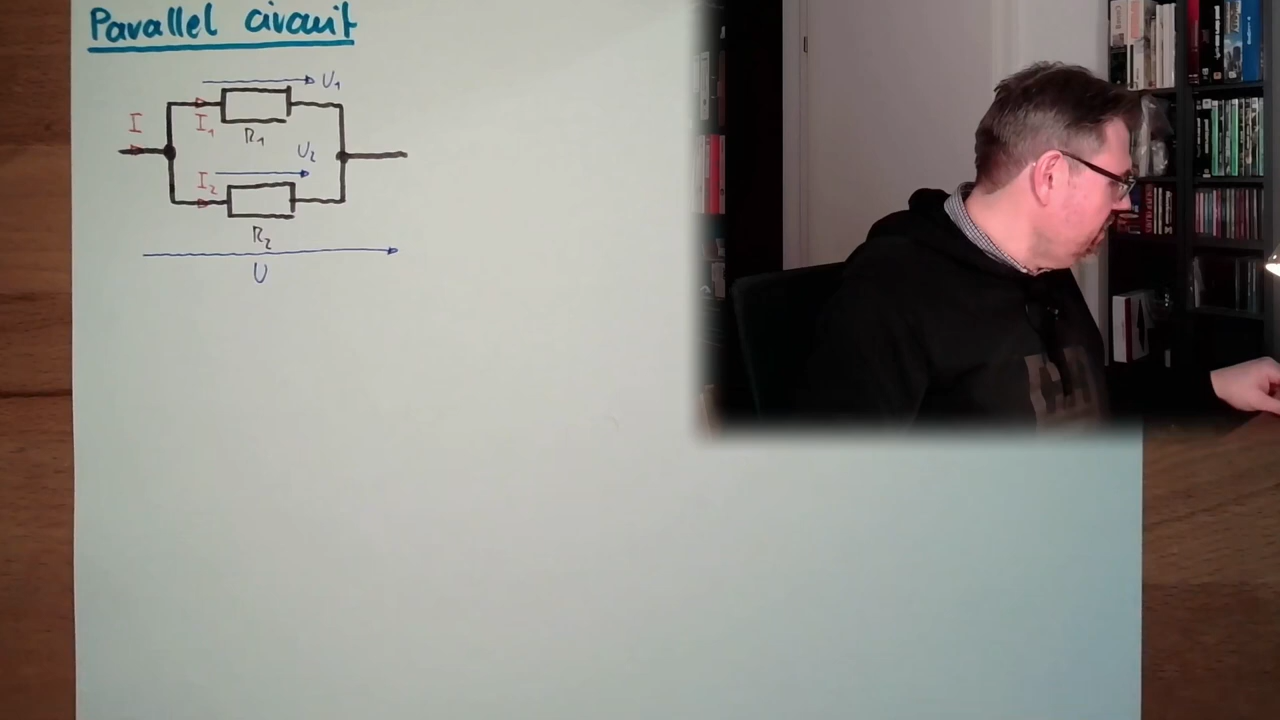 Parallel circuit
U₁
I
I₁
R₁
U₂
I₂
R₂
U